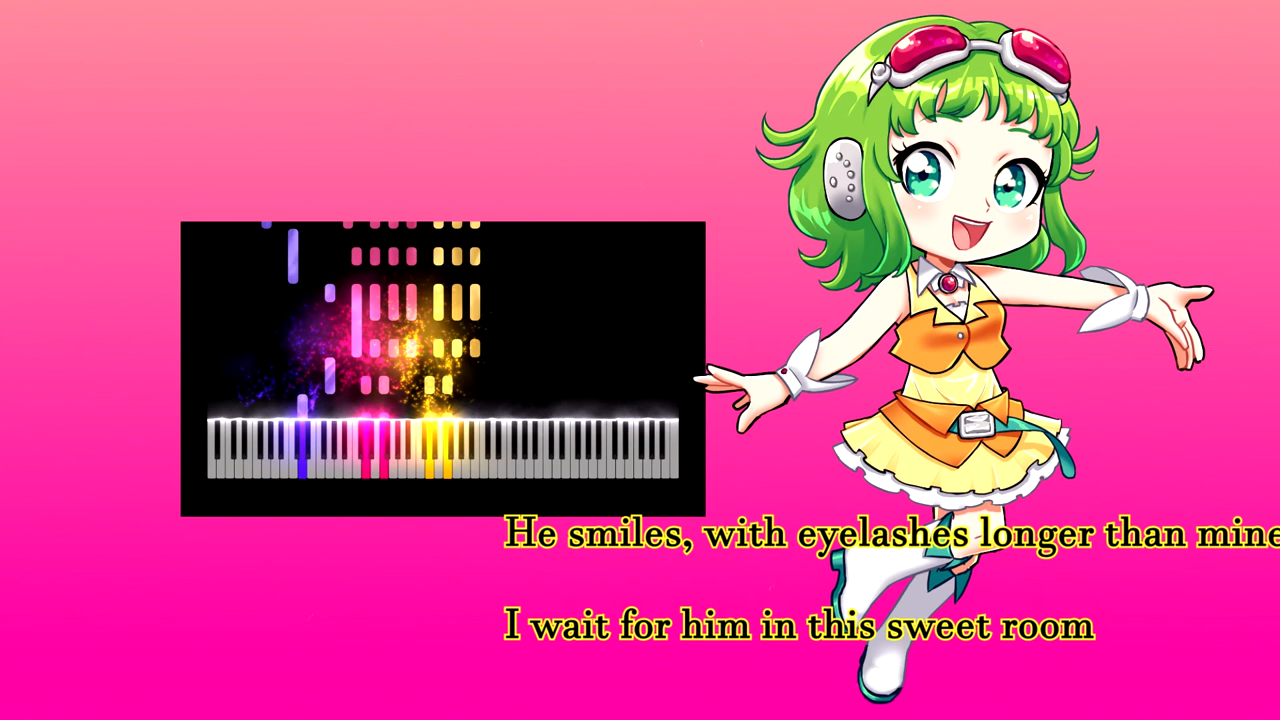 He smiles, with eyelashes longer than mine
I wait for him in this sweet room